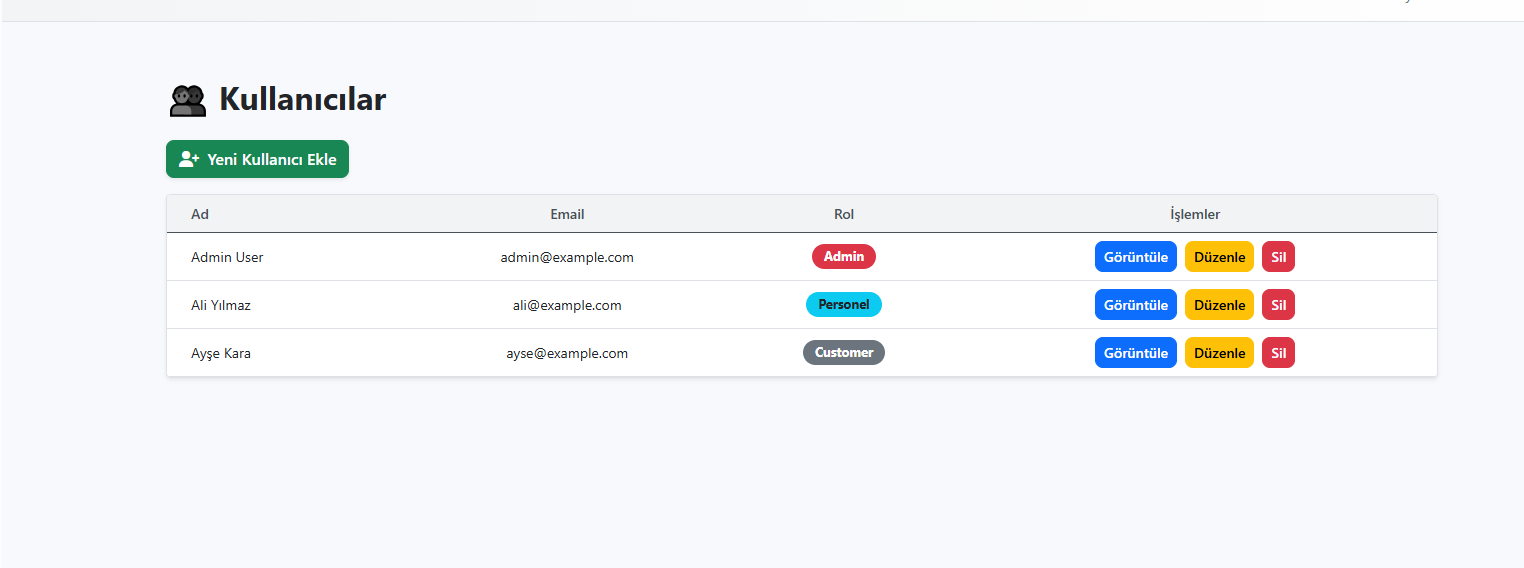 Kullanıcılar
Yeni Kullanıcı Ekle
Ad Email Rol İşlemler
Admin User admin@example.com Admin Görüntüle Düzenle Sil
Ali Yılmaz ali@example.com Personel Görüntüle Düzenle Sil
Ayşe Kara ayse@example.com Customer Görüntüle Düzenle Sil